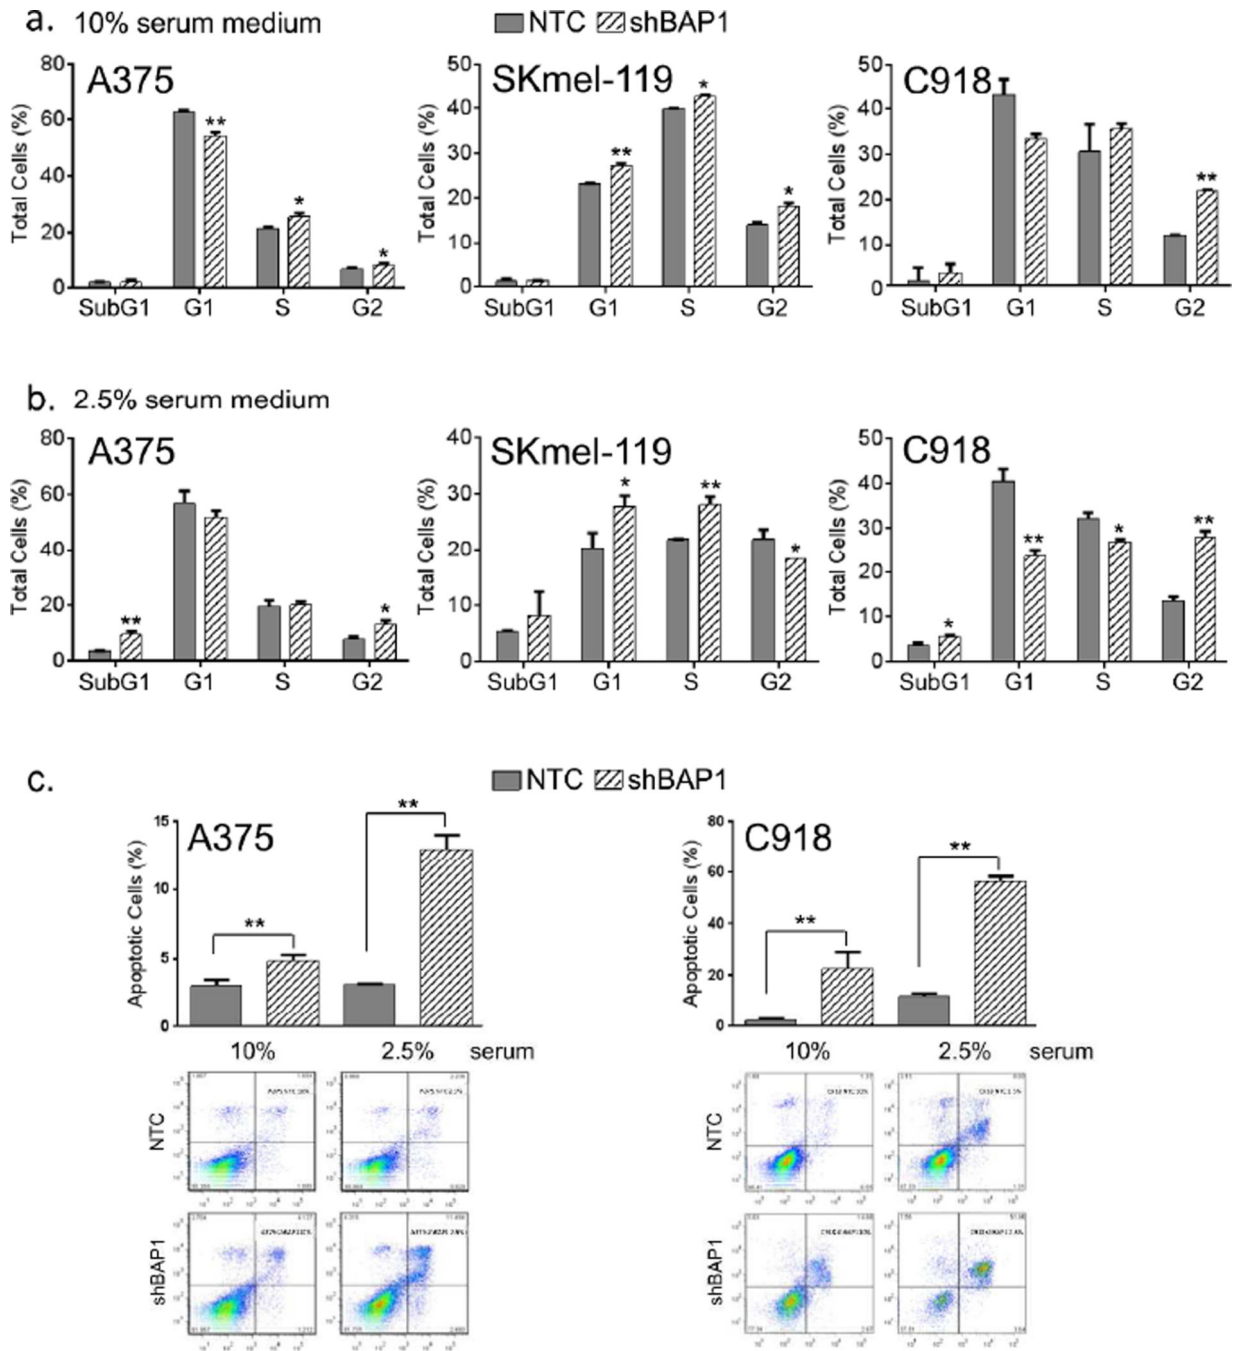 a. 10% serum medium
NTC shBAP1
A375
SKmel-119
C918
Total Cells (%)
80
60
40
20
0
**
*
*
SubG1 G1 S G2
Total Cells (%)
50
40
30
20
10
0
**
*
*
SubG1 G1 S G2
Total Cells (%)
50
40
30
20
10
0
**
SubG1 G1 S G2
b. 2.5% serum medium
A375
SKmel-119
C918
Total Cells (%)
80
60
40
20
0
**
*
SubG1 G1 S G2
Total Cells (%)
40
30
20
10
0
*
**
*
SubG1 G1 S G2
Total Cells (%)
50
40
30
20
10
0
*
**
*
**
SubG1 G1 S G2
c.
NTC shBAP1
A375
Apoptotic Cells (%)
15
10
5
0
**
**
10% 2.5% serum
NTC
shBAP1
C918
Apoptotic Cells (%)
80
60
40
20
0
**
**
10% 2.5% serum
NTC
shBAP1